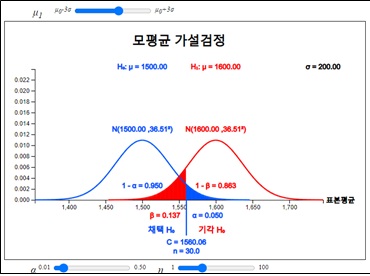 μ₁ μ₀-3σ μ₀+3σ
모평균 가설검정
H₀: μ = 1500.00 H₁: μ = 1600.00 σ = 200.00
0.022
0.020
0.018
0.016
0.014
0.012
0.010
0.008
0.006
0.004
0.002
0.000
N(1500.00 ,36.51²) N(1600.00 ,36.51²)
1 - α = 0.950 1 - β = 0.863
1,400 1,450 1,500 1,550 1,600 1,650 1,700 표본평균
β = 0.137 α = 0.050
채택 H₀ 기각 H₀
C = 1560.06
n = 30.0
α 0.01 0.50 n 1 100